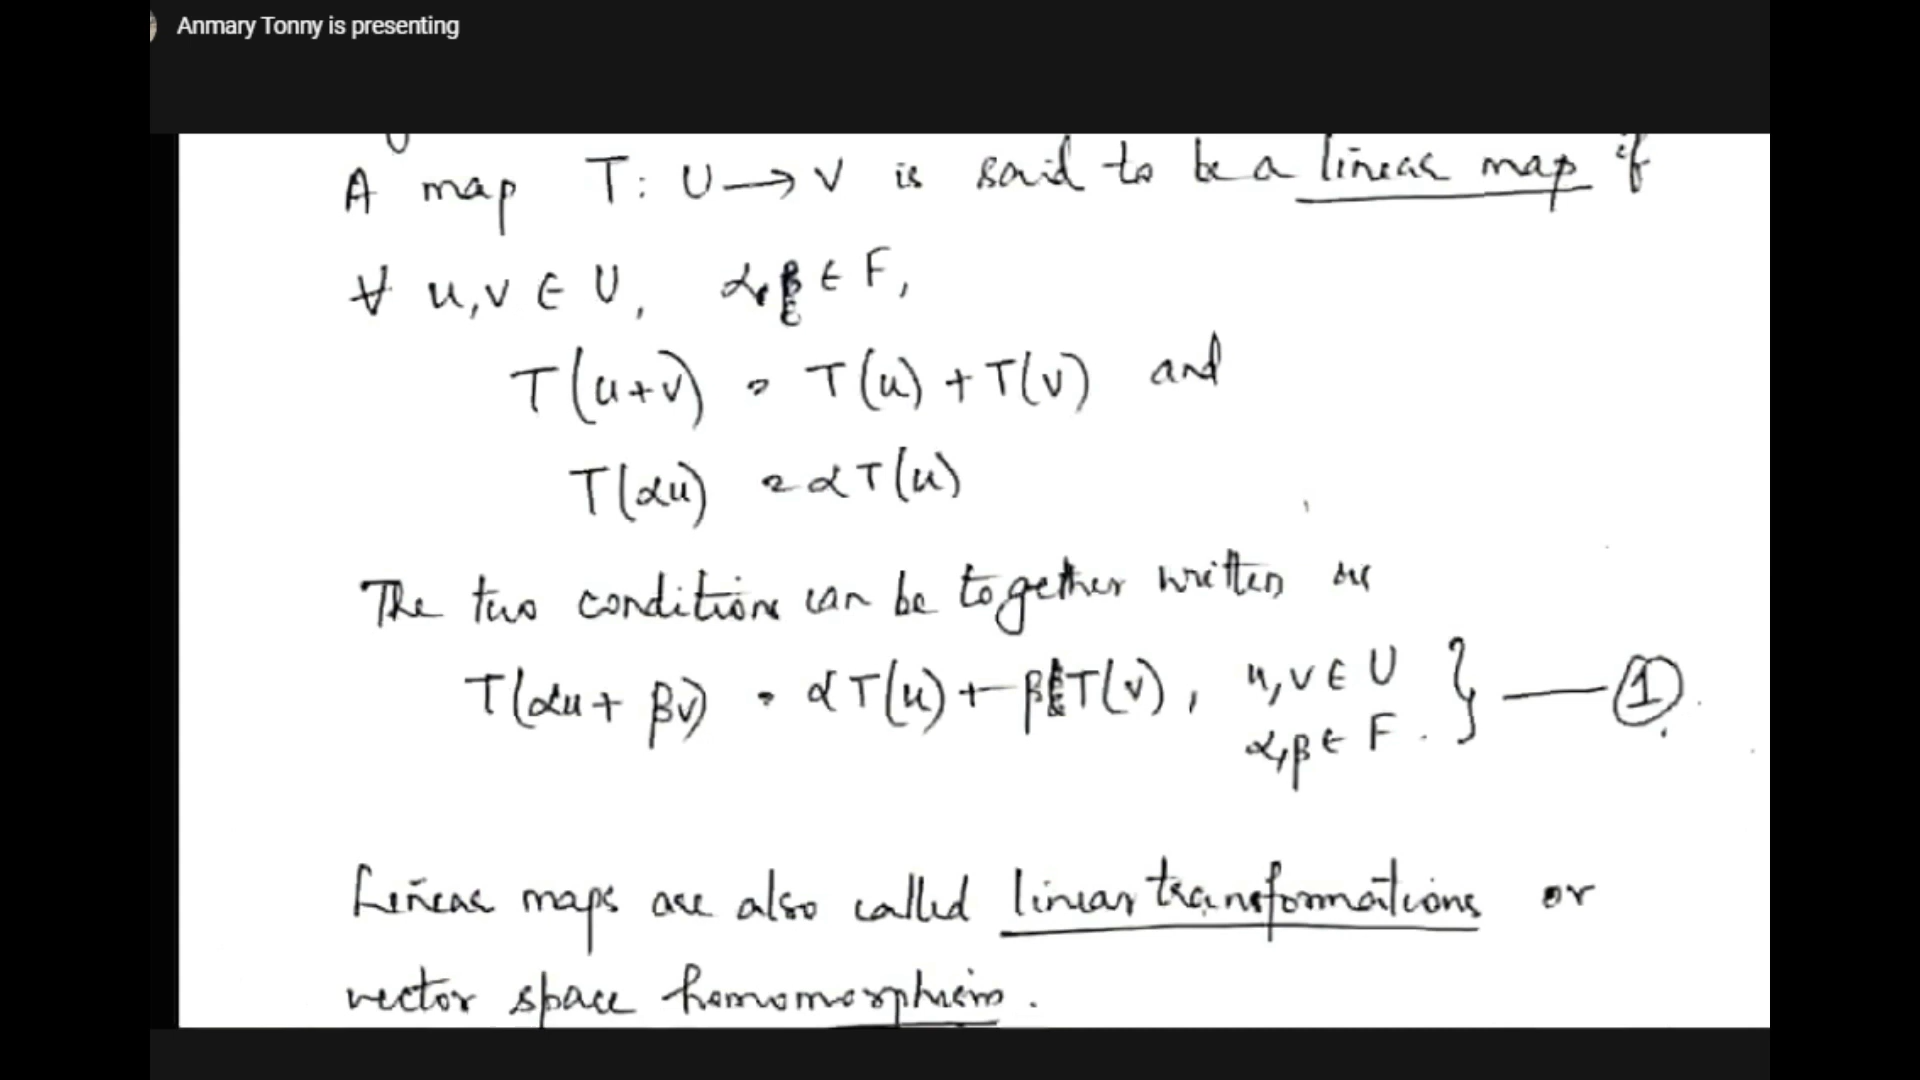 Anmary Tonny is presenting
A map T: U → V is said to be a linear map if
∀ u, v ∈ U, α, β ∈ F,
T(u+v) = T(u) + T(v) and
T(αu) = αT(u)
The two conditions can be together written as
T(αu + βv) = αT(u) + βT(v), u, v ∈ U
α, β ∈ F. } — ①
Linear maps are also called linear transformations or
vector space homomorphism.